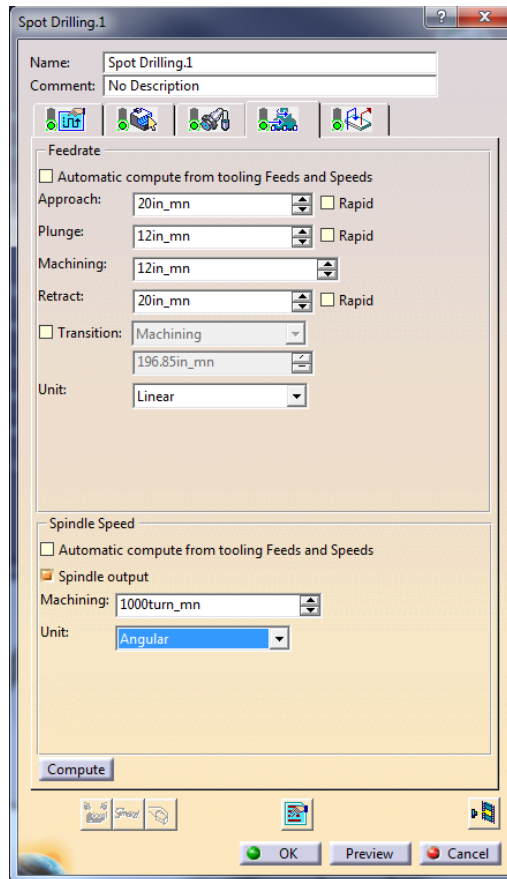 Spot Drilling.1
Name: Spot Drilling.1
Comment: No Description
Feedrate
Automatic compute from tooling Feeds and Speeds
Approach: 20in_mn Rapid
Plunge: 12in_mn Rapid
Machining: 12in_mn
Retract: 20in_mn Rapid
Transition: Machining
196.85in_mn
Unit: Linear
Spindle Speed
Automatic compute from tooling Feeds and Speeds
Spindle output
Machining: 1000turn_mn
Unit: Angular
Compute
OK Preview Cancel